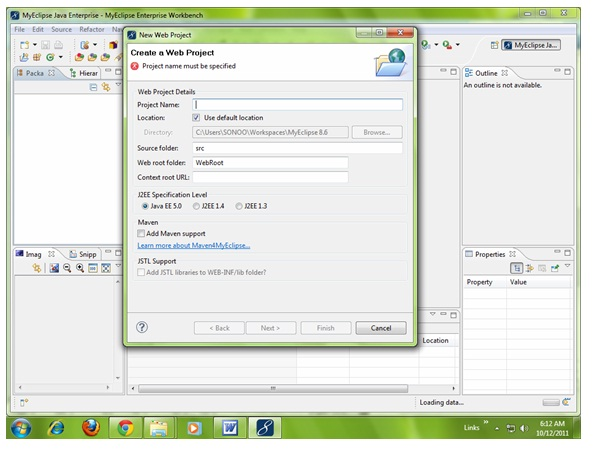 MyEclipse Java Enterprise - MyEclipse Enterprise Workbench
File Edit Source Refactor Na
MyEclipse Ja...
Packa
Hierar
Outline
An outline is not available.
New Web Project
Create a Web Project
Project name must be specified
Web Project Details
Project Name:
Location: Use default location
Directory: C:\Users\SONOO\Workspaces\MyEclipse 8.6 Browse...
Source folder: src
Web root folder: WebRoot
Context root URL:
J2EE Specification Level
Java EE 5.0 J2EE 1.4 J2EE 1.3
Maven
Add Maven support
Learn more about Maven4MyEclipse...
JSTL Support
Add JSTL libraries to WEB-INF/lib folder?
< Back Next > Finish Cancel
Imag
Snipp
Properties
Property Value
Location
Loading data...
Links
6:12 AM
10/12/2011